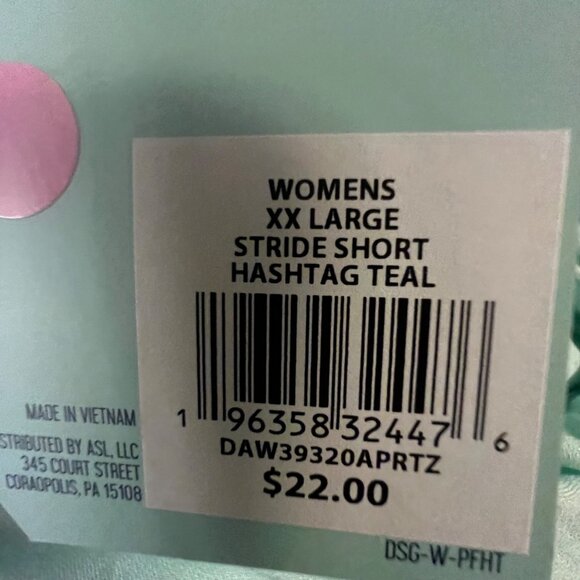 WOMENS
XX LARGE
STRIDE SHORT
HASHTAG TEAL
1 96358 32447 6
DAW39320APRTZ
$22.00
MADE IN VIETNAM
STRIBUTED BY ASL, LLC
345 COURT STREET
CORAOPOLIS, PA 15108
DSG-W-PFHT